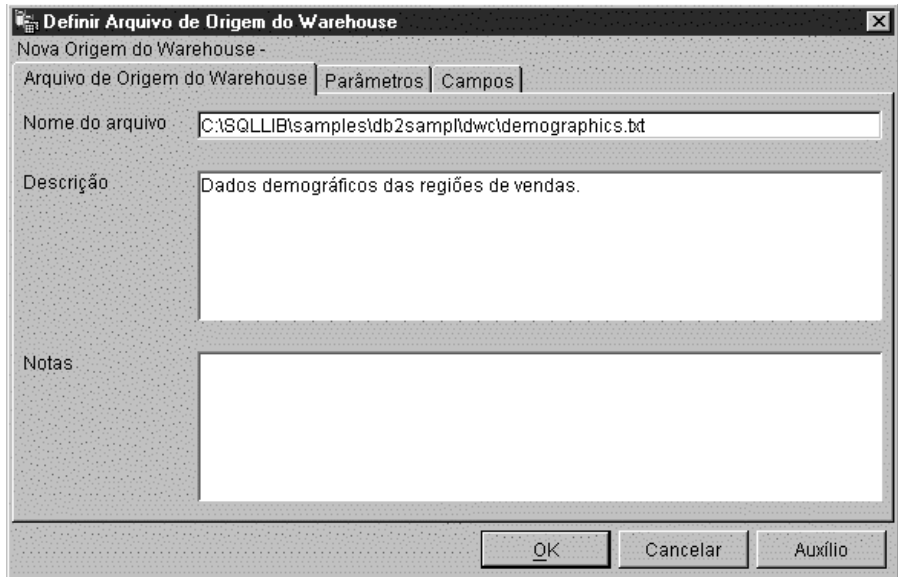 Definir Arquivo de Origem do Warehouse
Nova Origem do Warehouse -
Arquivo de Origem do Warehouse Parâmetros Campos
Nome do arquivo C:\SQLLIB\samples\db2sampl\dwc\demographics.txt
Descrição Dados demográficos das regiões de vendas.
Notas
OK Cancelar Auxílio